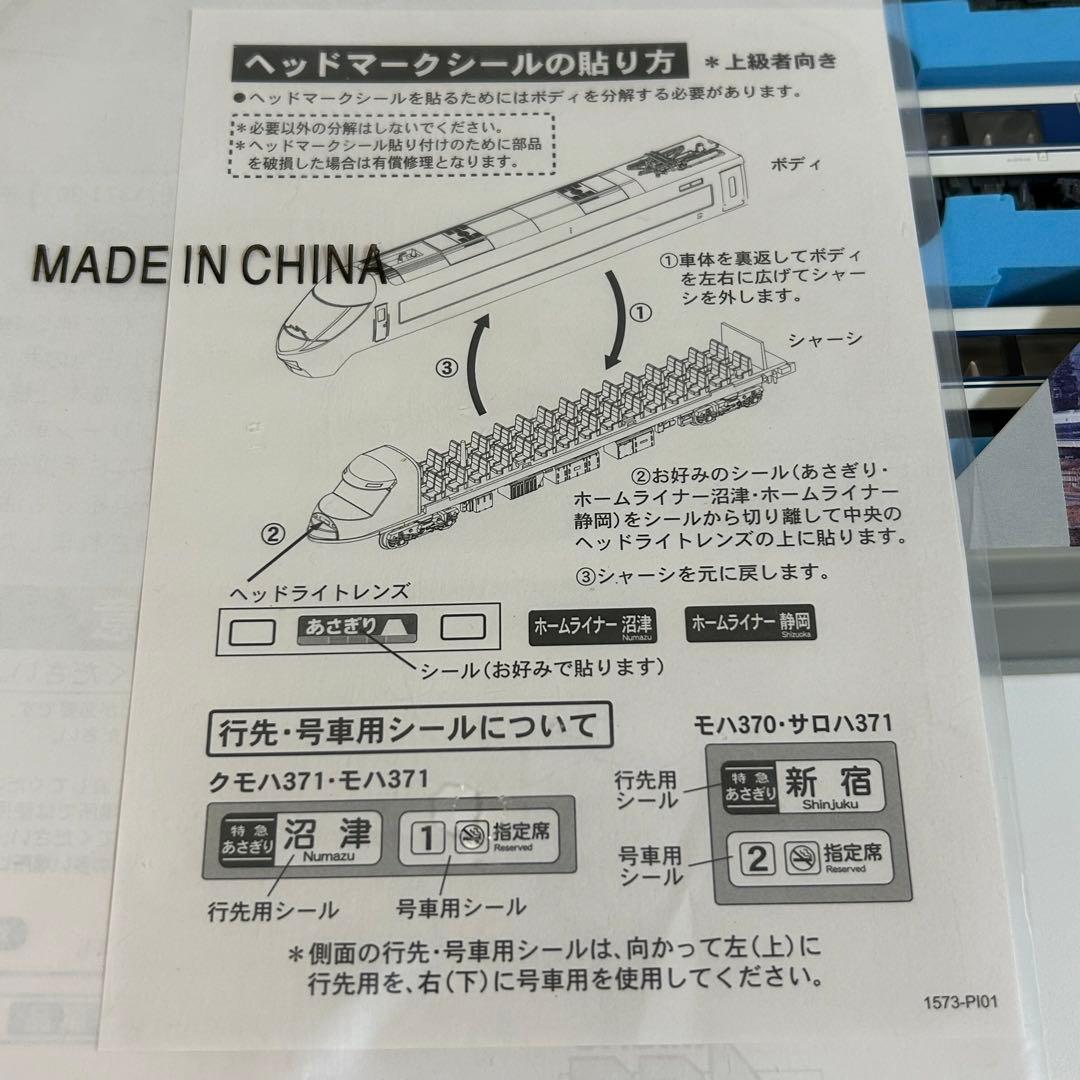 ヘッドマークシールの貼り方 *上級者向き
●ヘッドマークシールを貼るためにはボディを分解する必要があります。
*必要以外の分解はしないでください。
*ヘッドマークシール貼り付けのために部品
を破損した場合は有償修理となります。
ボディ
MADE IN CHINA
①車体を裏返してボディ
を左右に広げてシャー
シを外します。
①
シャーシ
③
②お好みのシール(あさぎり・
ホームライナー沼津・ホームライナー
静岡)をシールから切り離して中央の
ヘッドライトレンズの上に貼ります。
②
③シャーシを元に戻します。
ヘッドライトレンズ
あさぎり
ホームライナー 沼津
Numazu
ホームライナー 静岡
Shizuoka
シール(お好みで貼ります)
行先・号車用シールについて
クモハ371・モハ371
特急
あさぎり
沼津
Numazu
1
指定席
Reserved
行先用シール
号車用シール
モハ370・サロハ371
行先用
シール
特急
あさぎり
新宿
Shinjuku
号車用
シール
2
指定席
Reserved
*側面の行先・号車用シールは、向かって左(上)に
行先用を、右(下)に号車用を使用してください。
1573-PI01